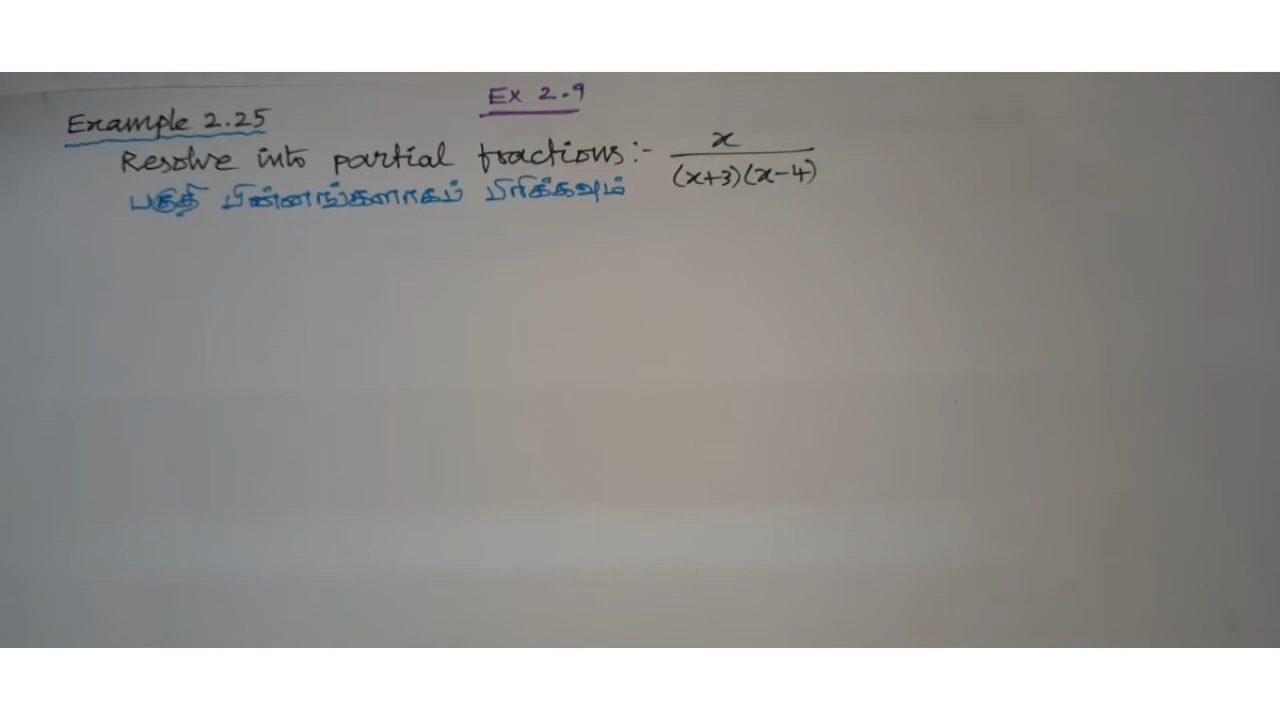 Ex 2.9
Example 2.25
Resolve into partial fractions:- x / (x+3)(x-4)
பகுதி பின்னங்களாகப் பிரிக்கவும்